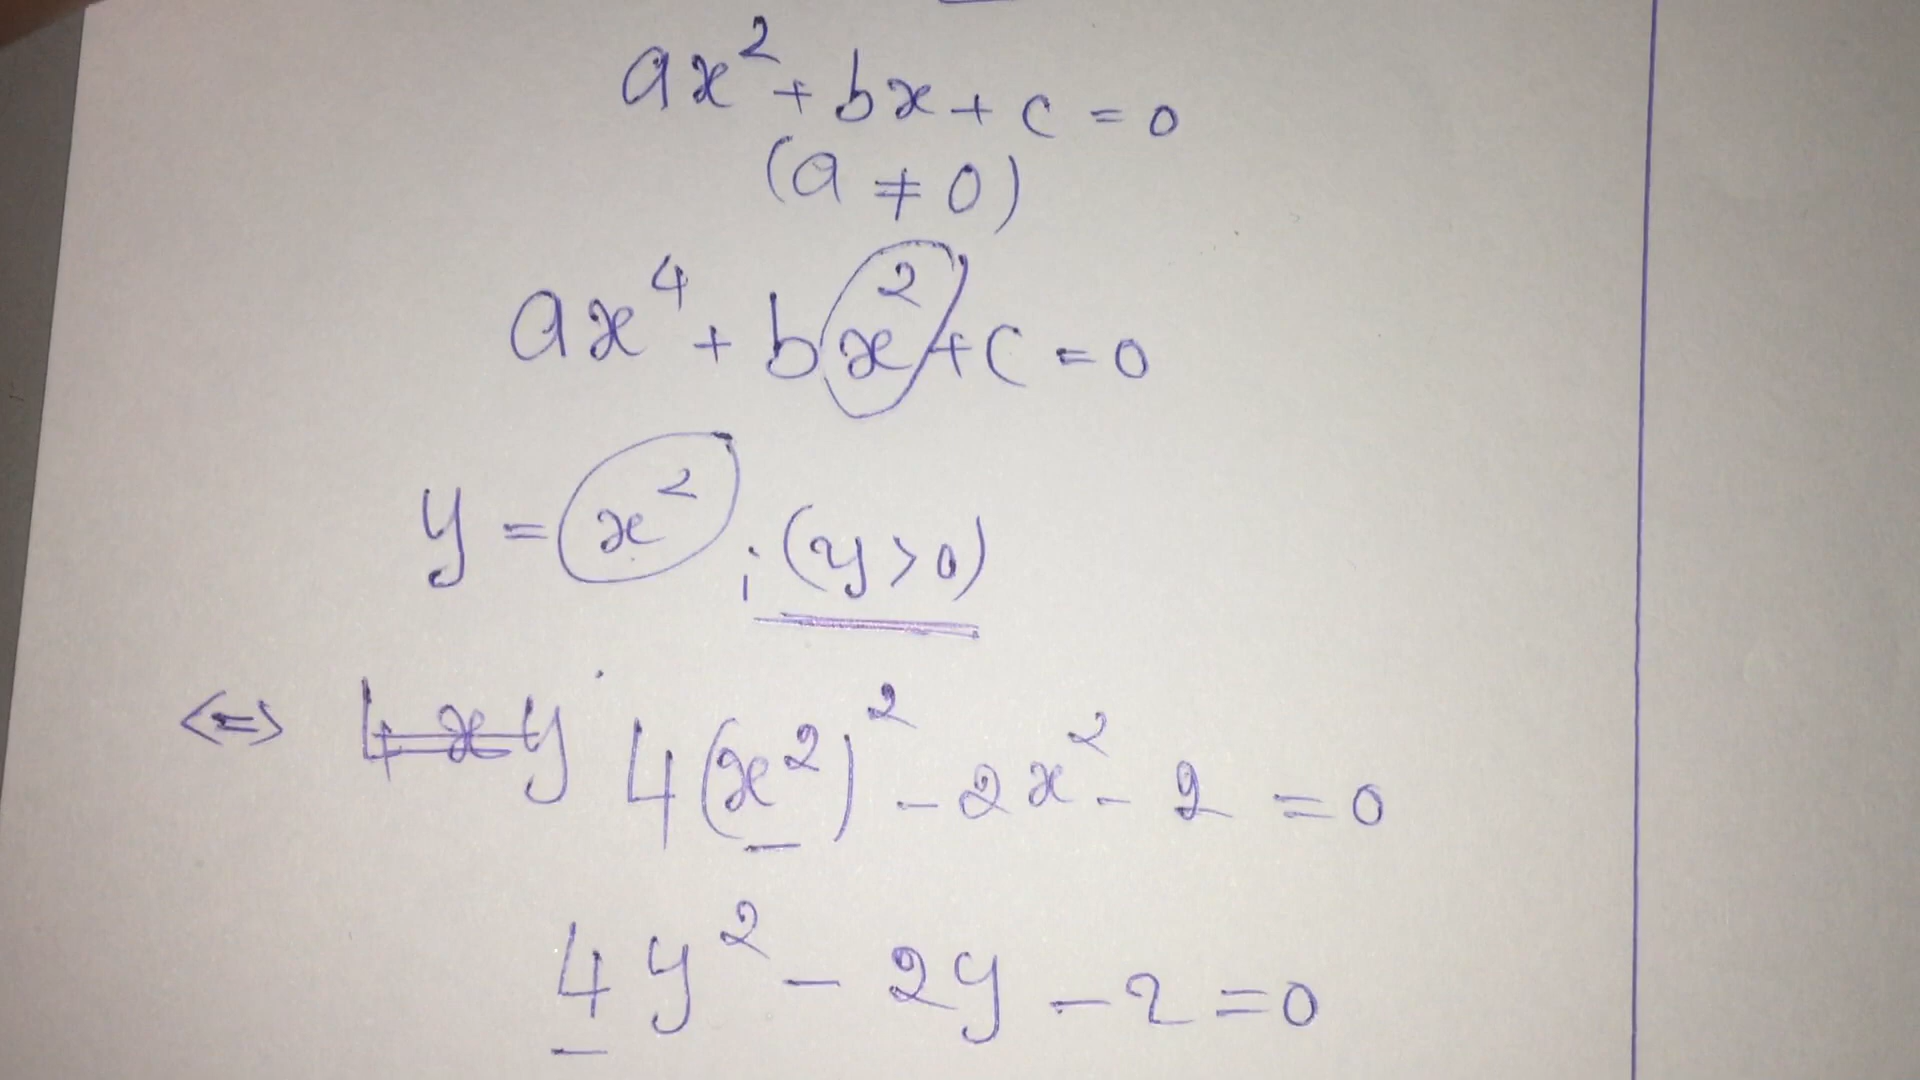 ax² + bx + c = 0
(a ≠ 0)
ax⁴ + bx² + c = 0
y = x² ; (y > 0)
⇔ 4(x²)² - 2x² - 2 = 0
4y² - 2y - 2 = 0